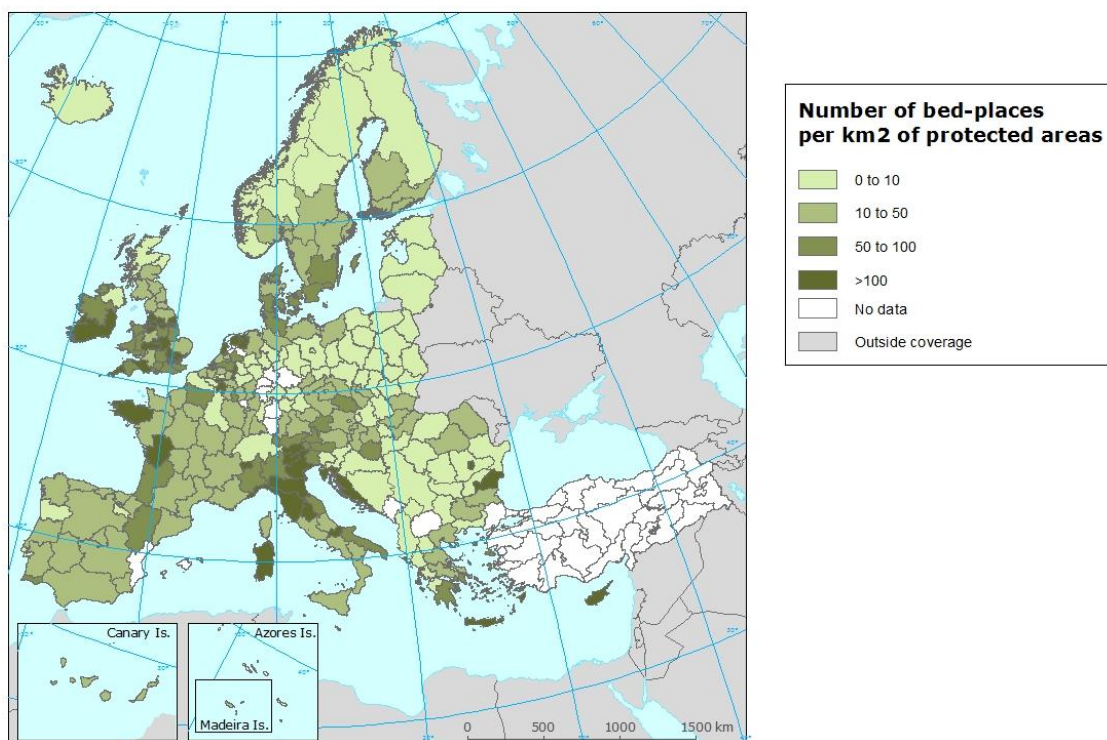 Number of bed-places
per km2 of protected areas
0 to 10
10 to 50
50 to 100
>100
No data
Outside coverage
Canary Is.
Azores Is.
Madeira Is.
0 500 1000 1500 km